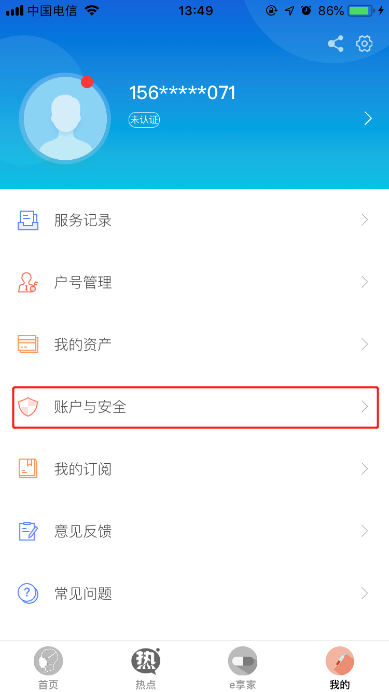 中国电信 13:49 86%
156*****071
未认证
服务记录
户号管理
我的资产
账户与安全
我的订阅
意见反馈
? 常见问题
热
首页 热点 e享家 我的